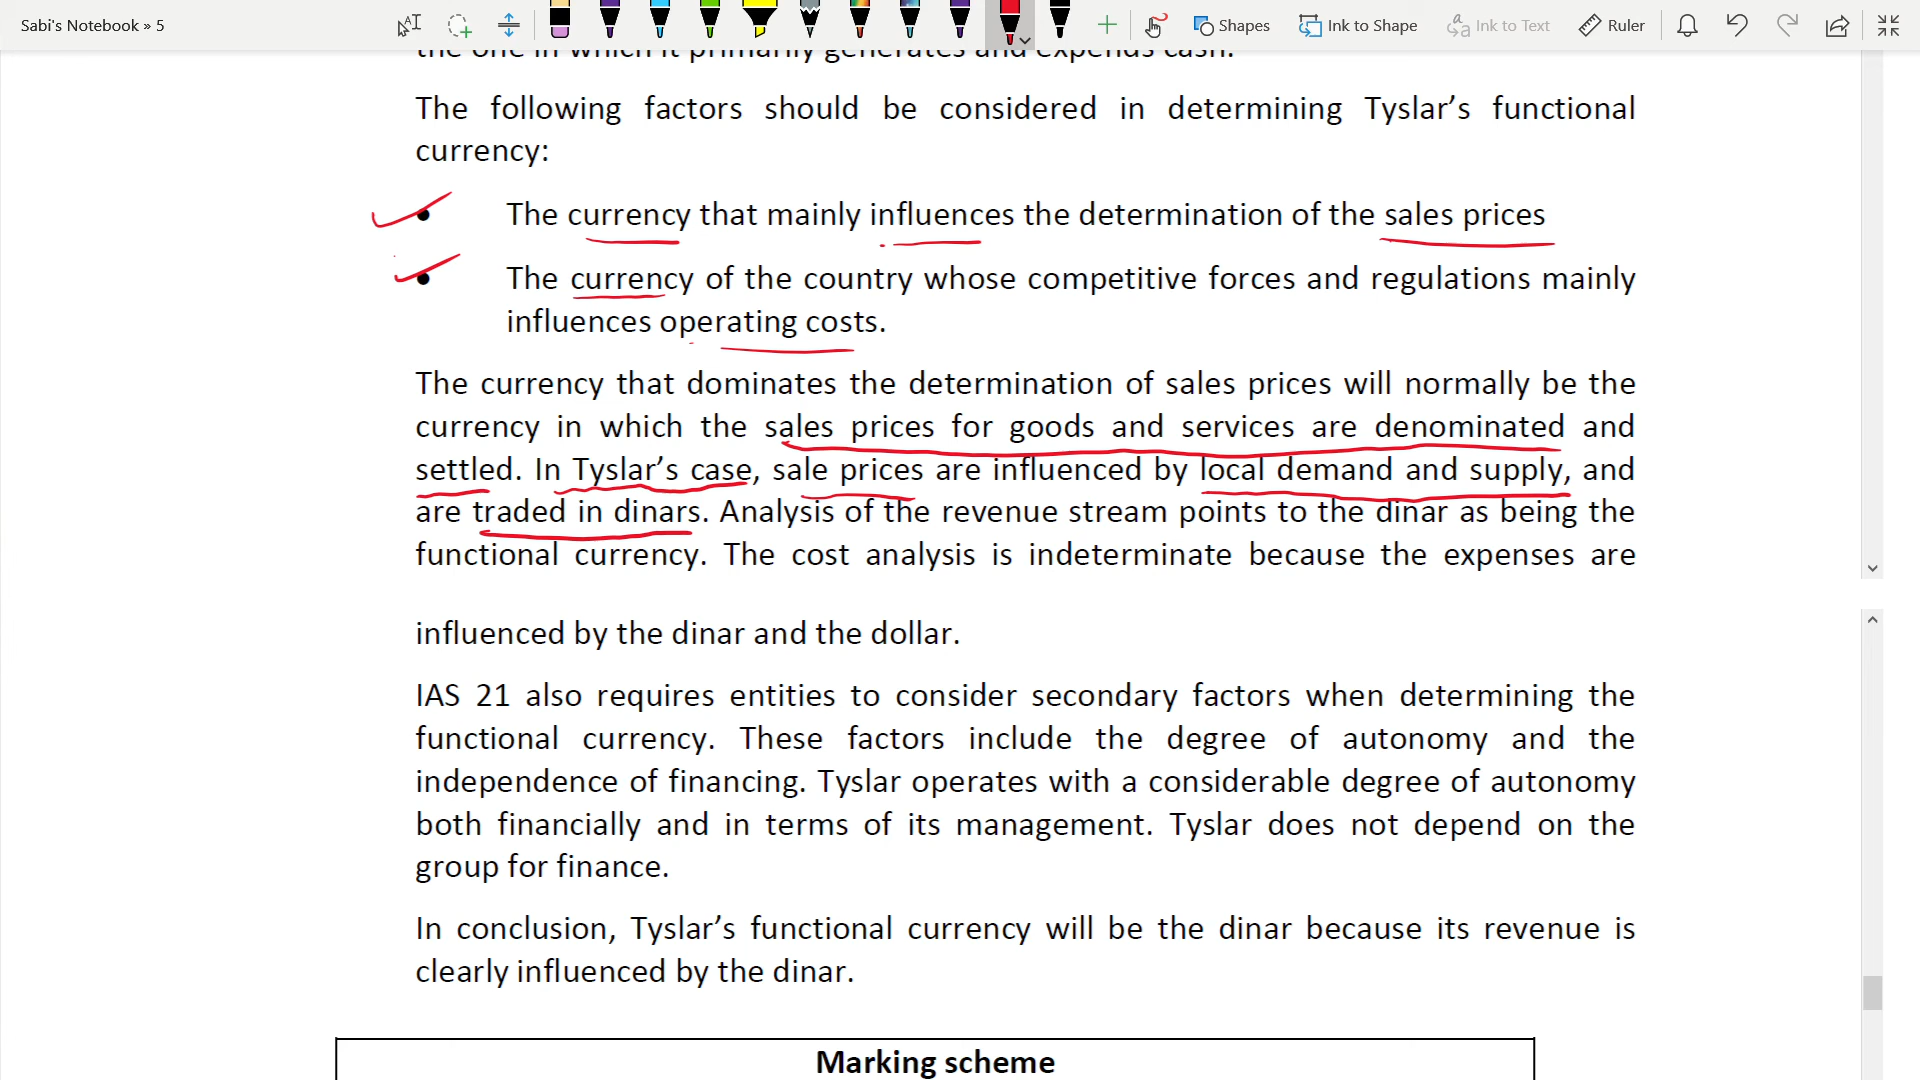 Sabi's Notebook » 5
Shapes
Ink to Shape
Ink to Text
Ruler
the one in which it primarily generates and expends cash.
The following factors should be considered in determining Tyslar’s functional
currency:
• The currency that mainly influences the determination of the sales prices
• The currency of the country whose competitive forces and regulations mainly
influences operating costs.
The currency that dominates the determination of sales prices will normally be the
currency in which the sales prices for goods and services are denominated and
settled. In Tyslar’s case, sale prices are influenced by local demand and supply, and
are traded in dinars. Analysis of the revenue stream points to the dinar as being the
functional currency. The cost analysis is indeterminate because the expenses are
influenced by the dinar and the dollar.
IAS 21 also requires entities to consider secondary factors when determining the
functional currency. These factors include the degree of autonomy and the
independence of financing. Tyslar operates with a considerable degree of autonomy
both financially and in terms of its management. Tyslar does not depend on the
group for finance.
In conclusion, Tyslar’s functional currency will be the dinar because its revenue is
clearly influenced by the dinar.
Marking scheme